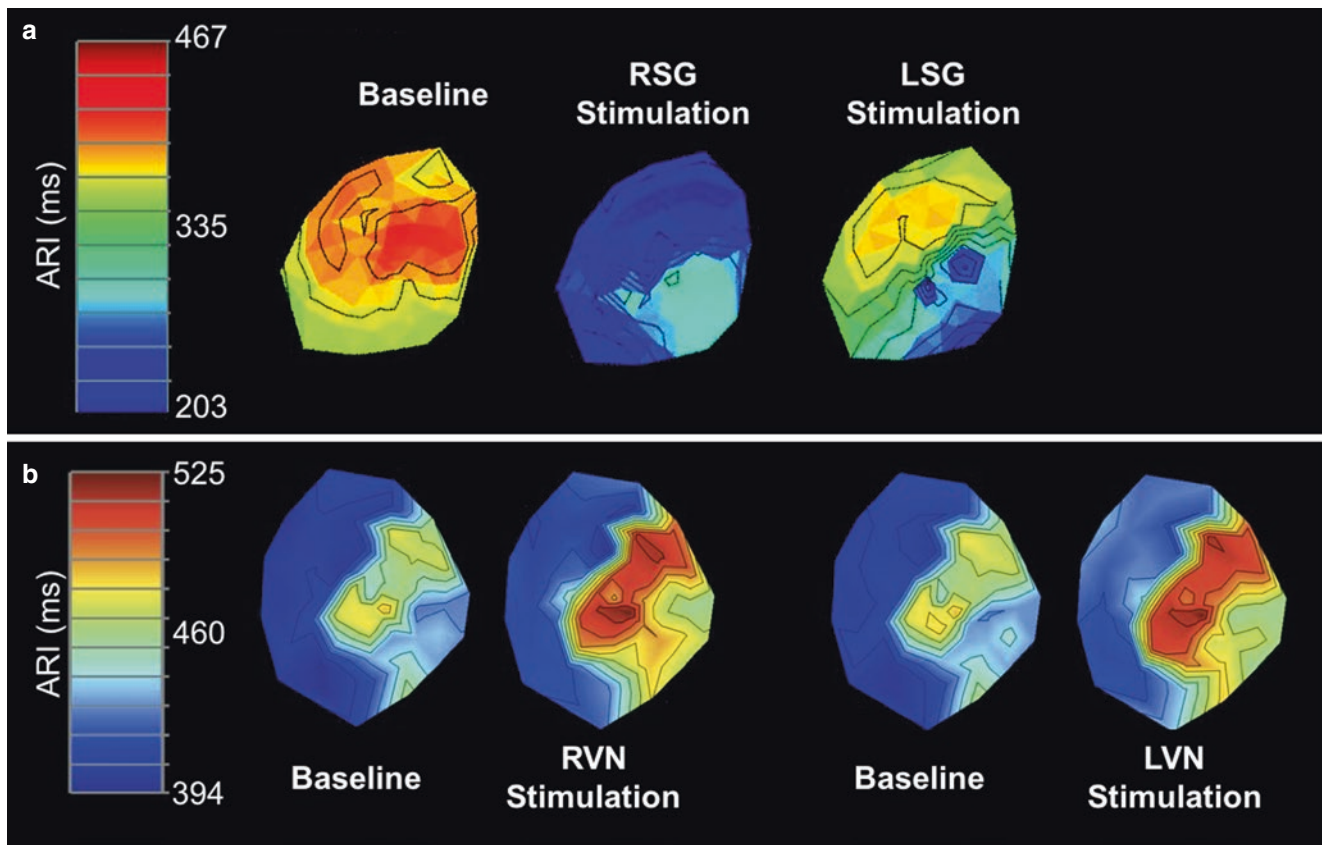 a
467
ARI (ms)
335
203
Baseline
RSG
Stimulation
LSG
Stimulation
b
525
ARI (ms)
460
394
Baseline
RVN
Stimulation
Baseline
LVN
Stimulation